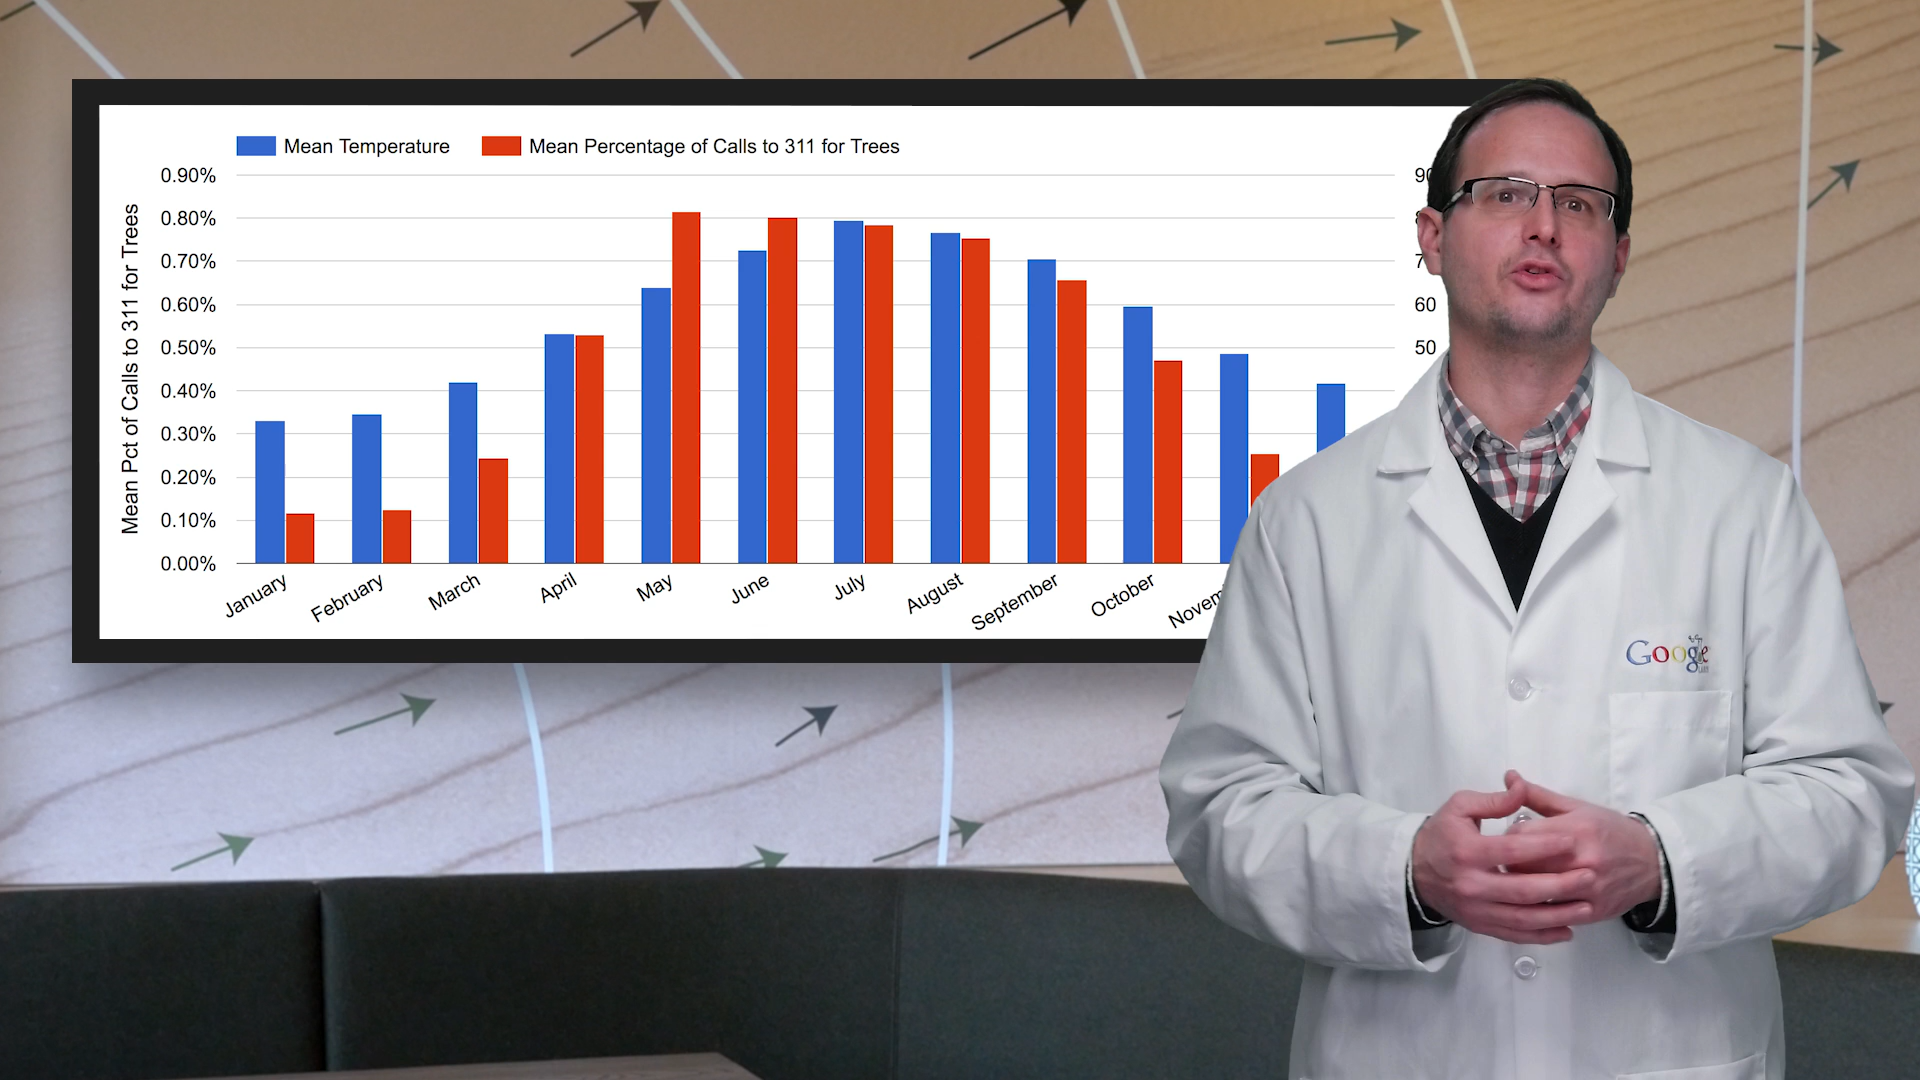 Mean Temperature
Mean Percentage of Calls to 311 for Trees
Mean Pct of Calls to 311 for Trees
0.90%
0.80%
0.70%
0.60%
0.50%
0.40%
0.30%
0.20%
0.10%
0.00%
60
50
January
February
March
April
May
June
July
August
September
October
Novem
Google